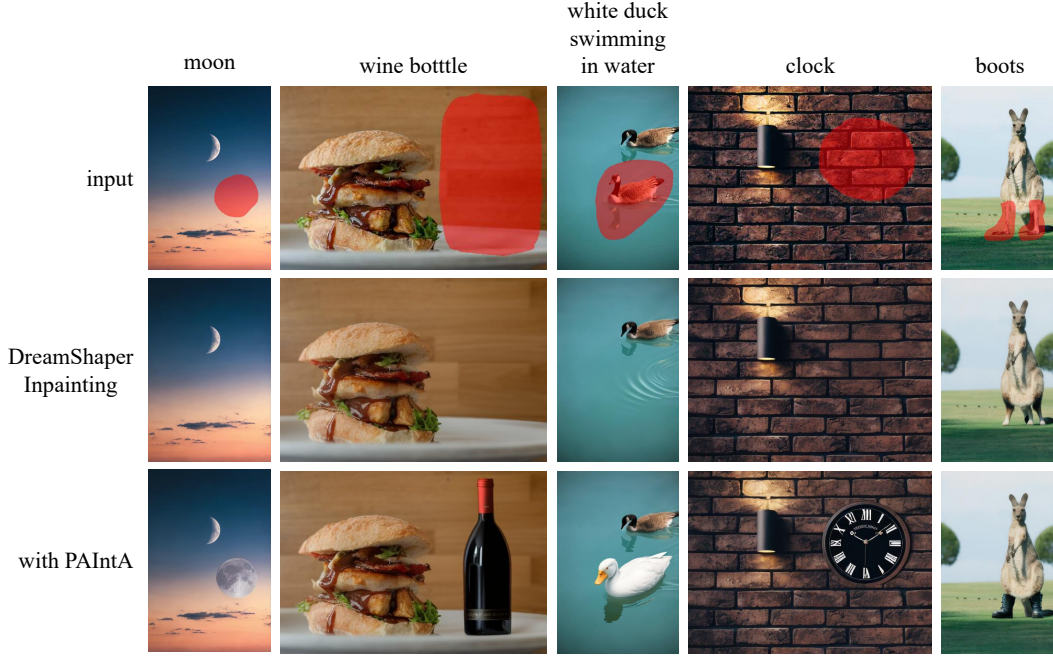 moon
wine botttle
white duck
swimming
in water
clock
boots
input
DreamShaper
Inpainting
with PAIntA